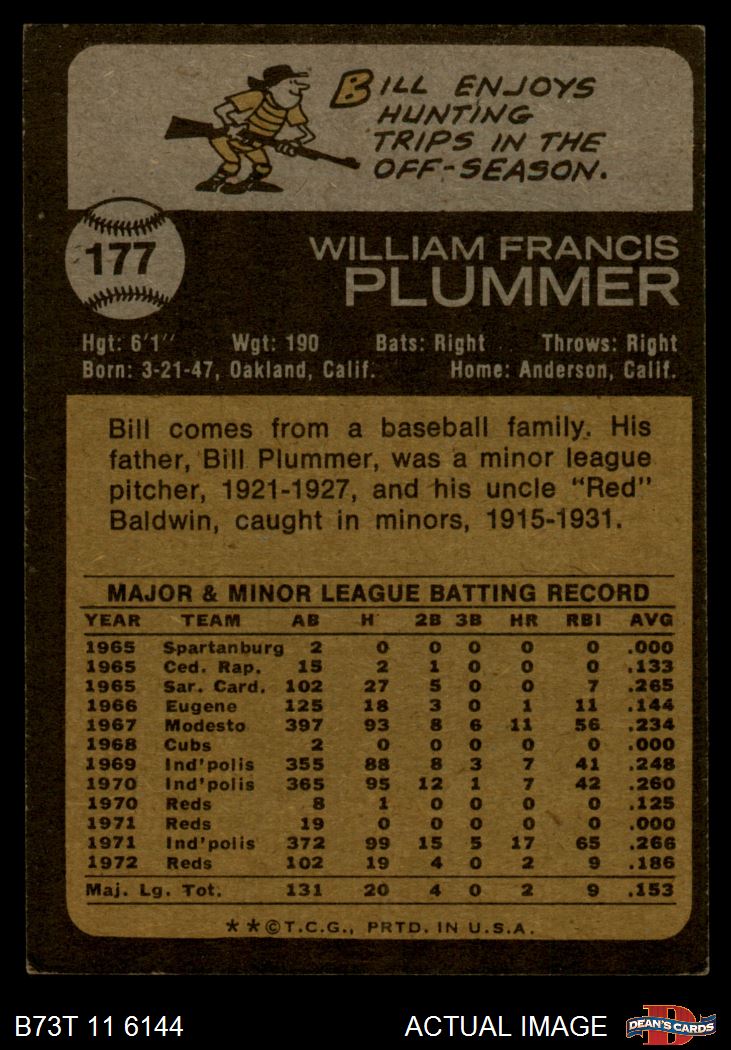 BILL ENJOYS
HUNTING
TRIPS IN THE
OFF-SEASON.
177
WILLIAM FRANCIS
PLUMMER
Hgt: 6'1" Wgt: 190 Bats: Right Throws: Right
Born: 3-21-47, Oakland, Calif. Home: Anderson, Calif.
Bill comes from a baseball family. His
father, Bill Plummer, was a minor league
pitcher, 1921-1927, and his uncle "Red"
Baldwin, caught in minors, 1915-1931.
MAJOR & MINOR LEAGUE BATTING RECORD
YEAR TEAM AB H 2B 3B HR RBI AVG
1965 Spartanburg 2 0 0 0 0 0 .000
1965 Ced. Rap. 15 2 1 0 0 0 .133
1965 Sar. Card. 102 27 5 0 0 7 .265
1966 Eugene 125 18 3 0 1 11 .144
1967 Modesto 397 93 8 6 11 56 .234
1968 Cubs 2 0 0 0 0 0 .000
1969 Ind'polis 355 88 8 3 7 41 .248
1970 Ind'polis 365 95 12 1 7 42 .260
1970 Reds 8 1 0 0 0 0 .125
1971 Reds 19 0 0 0 0 0 .000
1971 Ind'polis 372 99 15 5 17 65 .266
1972 Reds 102 19 4 0 2 9 .186
Maj. Lg. Tot. 131 20 4 0 2 9 .153
**©T.C.G., PRTD. IN U.S.A.
B73T 11 6144 ACTUAL IMAGE D DEAN'S CARDS